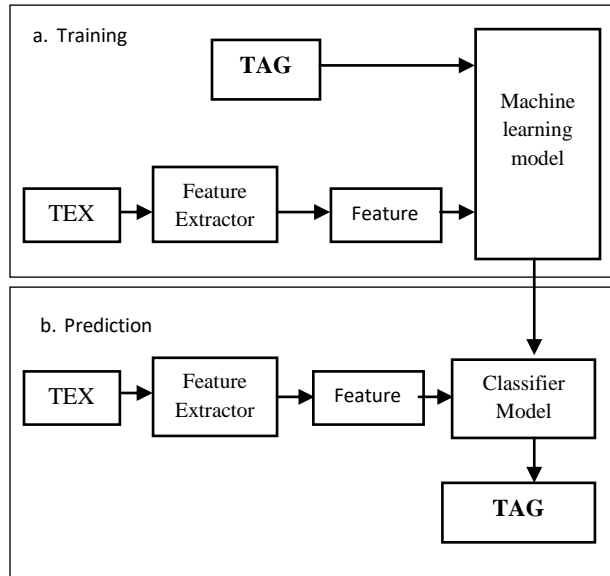 a. Training
TAG
Machine
learning
model
TEX
Feature
Extractor
Feature
b. Prediction
TEX
Feature
Extractor
Feature
Classifier
Model
TAG